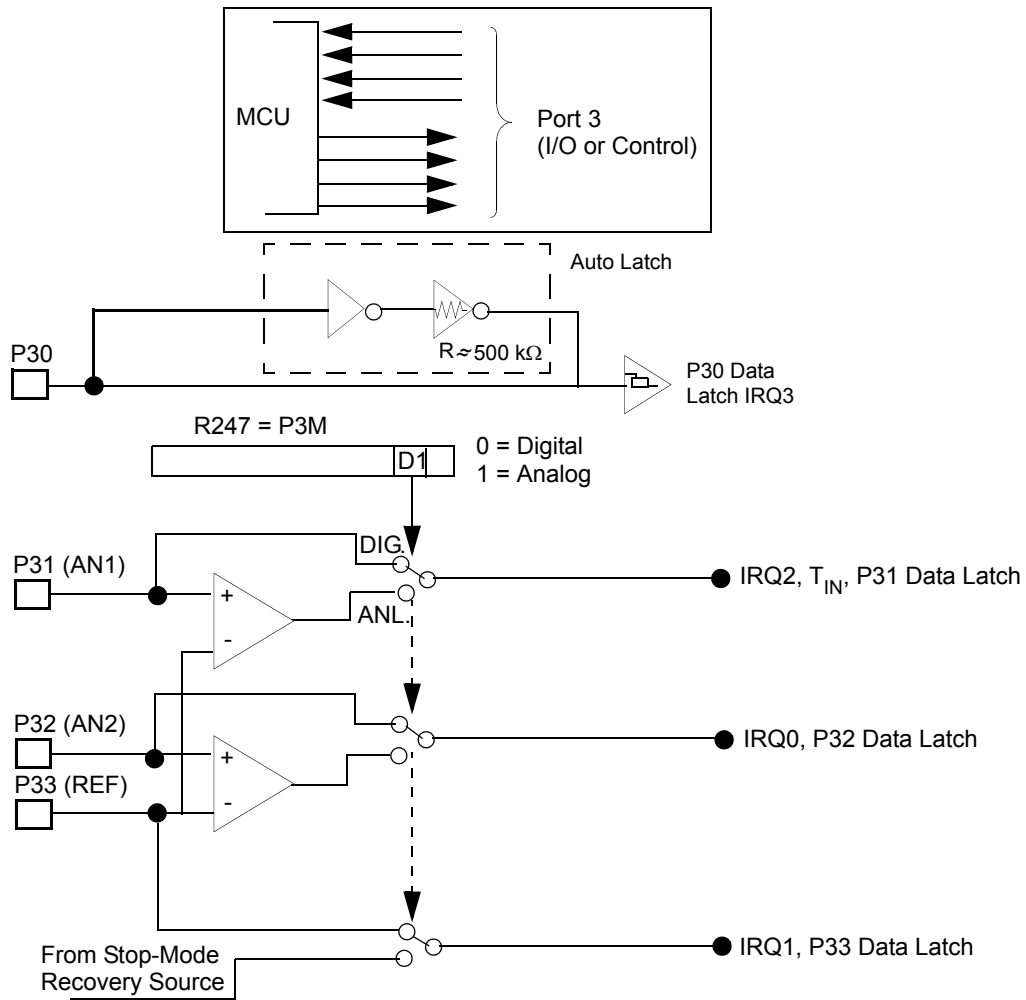 MCU
Port 3
(I/O or Control)
Auto Latch
R≈500 kΩ
P30
P30 Data
Latch IRQ3
R247 = P3M
D1
0 = Digital
1 = Analog
DIG.
P31 (AN1)
+
-
ANL.
IRQ2, TIN, P31 Data Latch
P32 (AN2)
+
-
IRQ0, P32 Data Latch
P33 (REF)
From Stop-Mode
Recovery Source
IRQ1, P33 Data Latch